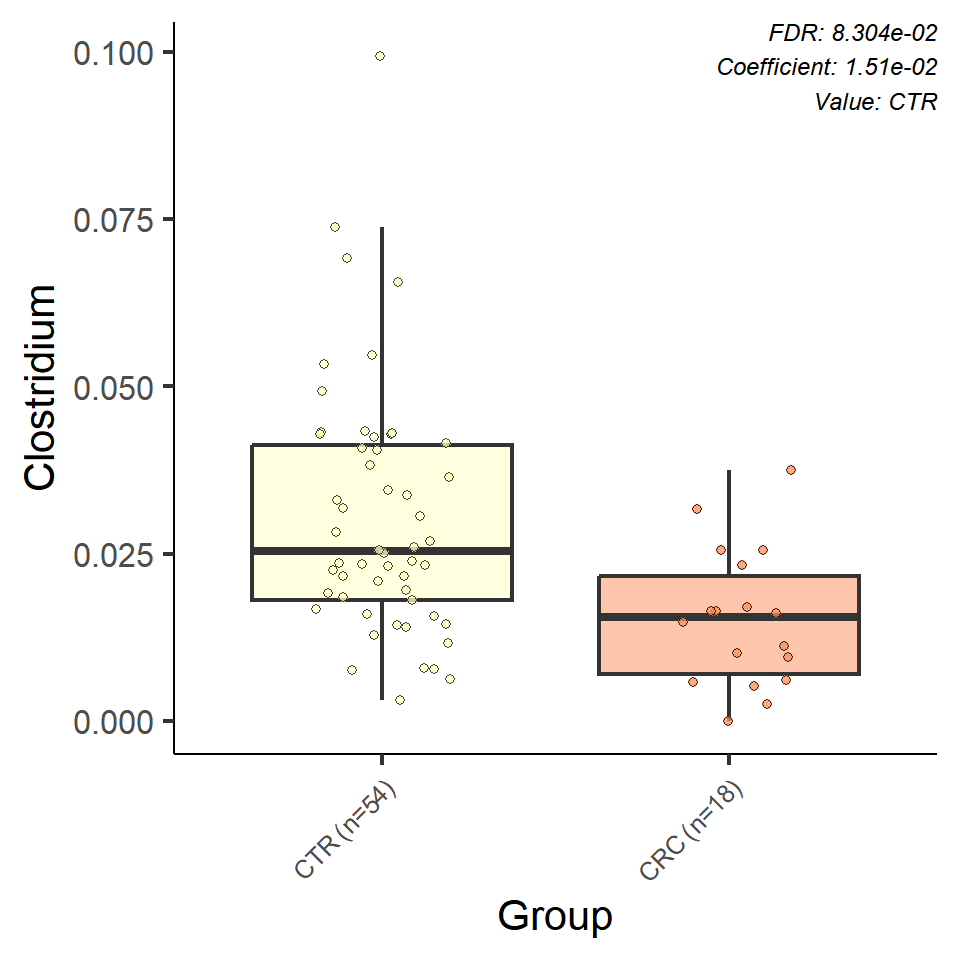 FDR: 8.304e-02
Coefficient: 1.51e-02
Value: CTR
0.100
0.075
0.050
0.025
0.000
Clostridium
CTR (n=54)
CRC (n=18)
Group